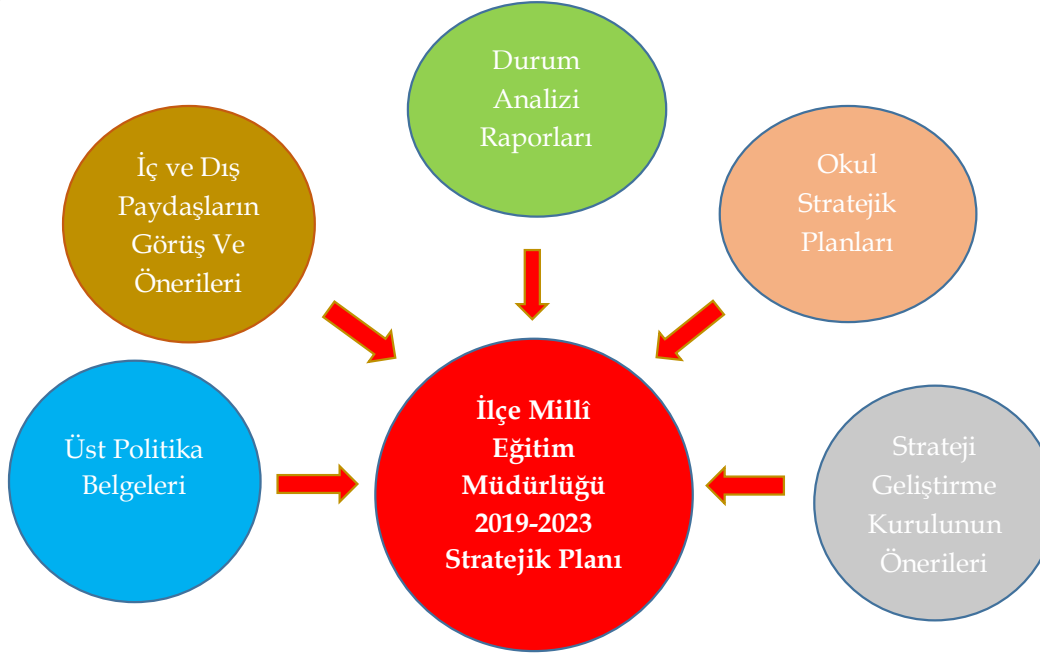 Durum
Analizi
Raporları
İç ve Dış
Paydaşların
Görüş Ve
Önerileri
Okul
Stratejik
Planları
Üst Politika
Belgeleri
İlçe Millî
Eğitim
Müdürlüğü
2019-2023
Stratejik Planı
Strateji
Geliştirme
Kurulunun
Önerileri